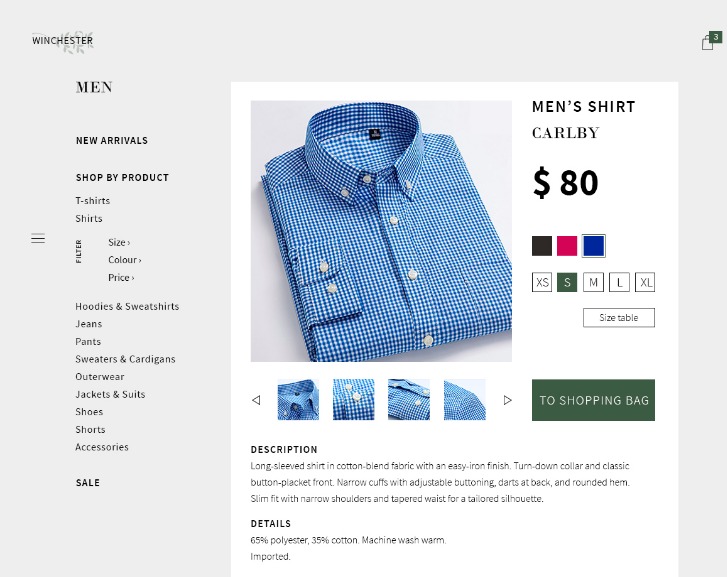 WINCHESTER
3
MEN
NEW ARRIVALS
SHOP BY PRODUCT
T-shirts
Shirts
FILTER
Size ›
Colour ›
Price ›
Hoodies & Sweatshirts
Jeans
Pants
Sweaters & Cardigans
Outerwear
Jackets & Suits
Shoes
Shorts
Accessories
SALE
MEN’S SHIRT
CARLBY
$ 80
XS S M L XL
Size table
TO SHOPPING BAG
DESCRIPTION
Long-sleeved shirt in cotton-blend fabric with an easy-iron finish. Turn-down collar and classic
button-placket front. Narrow cuffs with adjustable buttoning, darts at back, and rounded hem.
Slim fit with narrow shoulders and tapered waist for a tailored silhouette.
DETAILS
65% polyester, 35% cotton. Machine wash warm.
Imported.